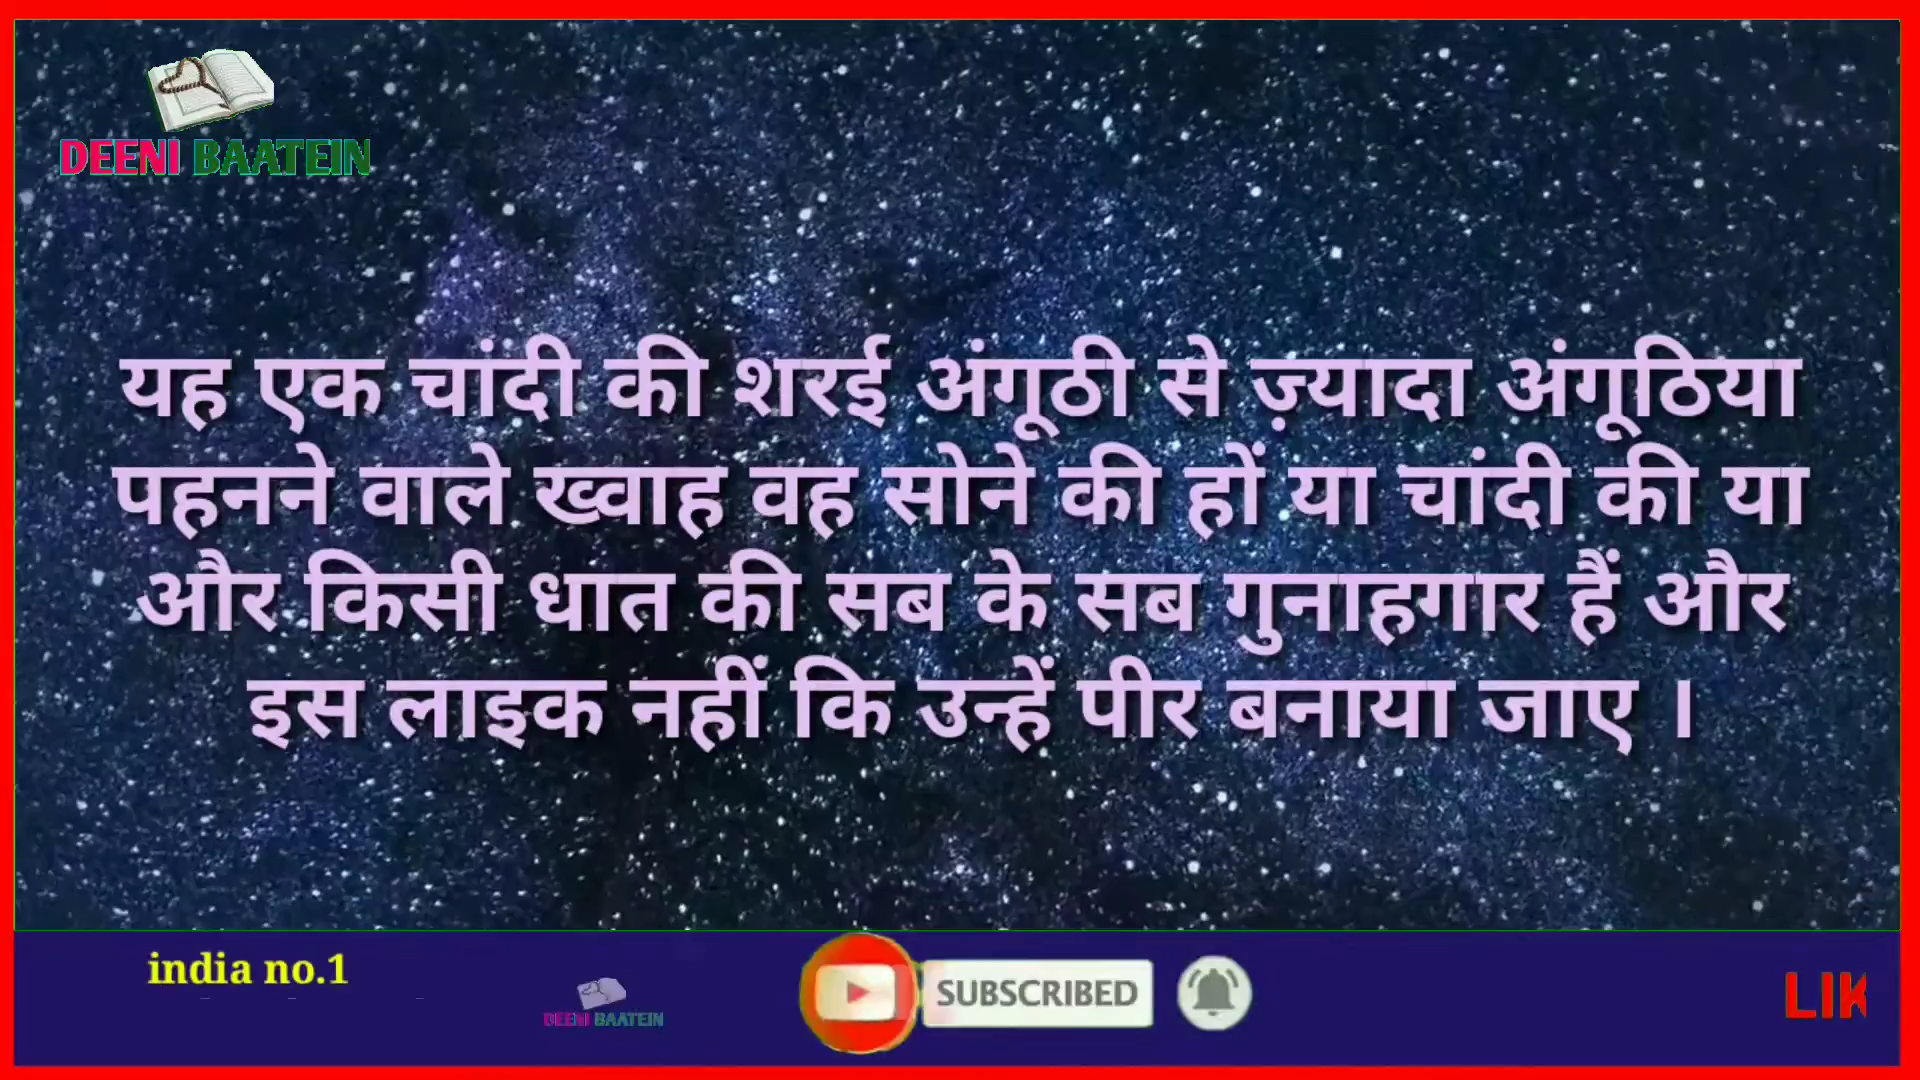 DEENI BAATEIN
यह एक चांदी की शरई अंगूठी से ज़्यादा अंगूठिया
पहनने वाले ख्वाह वह सोने की हों या चांदी की या
और किसी धात की सब के सब गुनाहगार हैं और
इस लाइक नहीं कि उन्हें पीर बनाया जाए ।
india no.1
DEENI BAATEIN
SUBSCRIBED
LIK